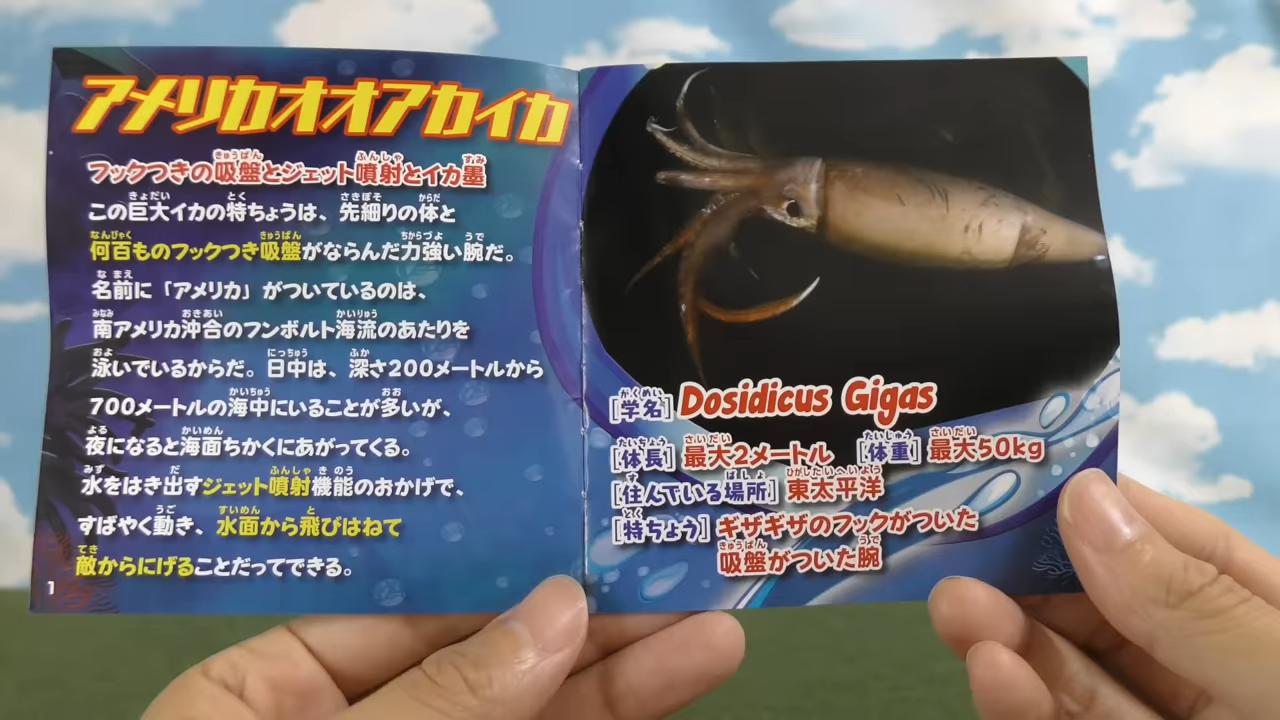 アメリカオオアカイカ
フックつきの吸盤とジェット噴射とイカ墨
この巨大イカの特ちょうは、先細りの体と
何百ものフックつき吸盤がならんだ力強い腕だ。
名前に「アメリカ」がついているのは、
南アメリカ沖合のフンボルト海流のあたりを
泳いでいるからだ。日中は、深さ200メートルから
700メートルの海中にいることが多いが、
夜になると海面ちかくにあがってくる。
水をはき出すジェット噴射機能のおかげで、
すばやく動き、水面から飛びはねて
敵からにげることだってできる。
1
[学名] Dosidicus Gigas
[体長] 最大2メートル [体重] 最大50kg
[住んでいる場所] 東太平洋
[特ちょう] ギザギザのフックがついた
吸盤がついた腕